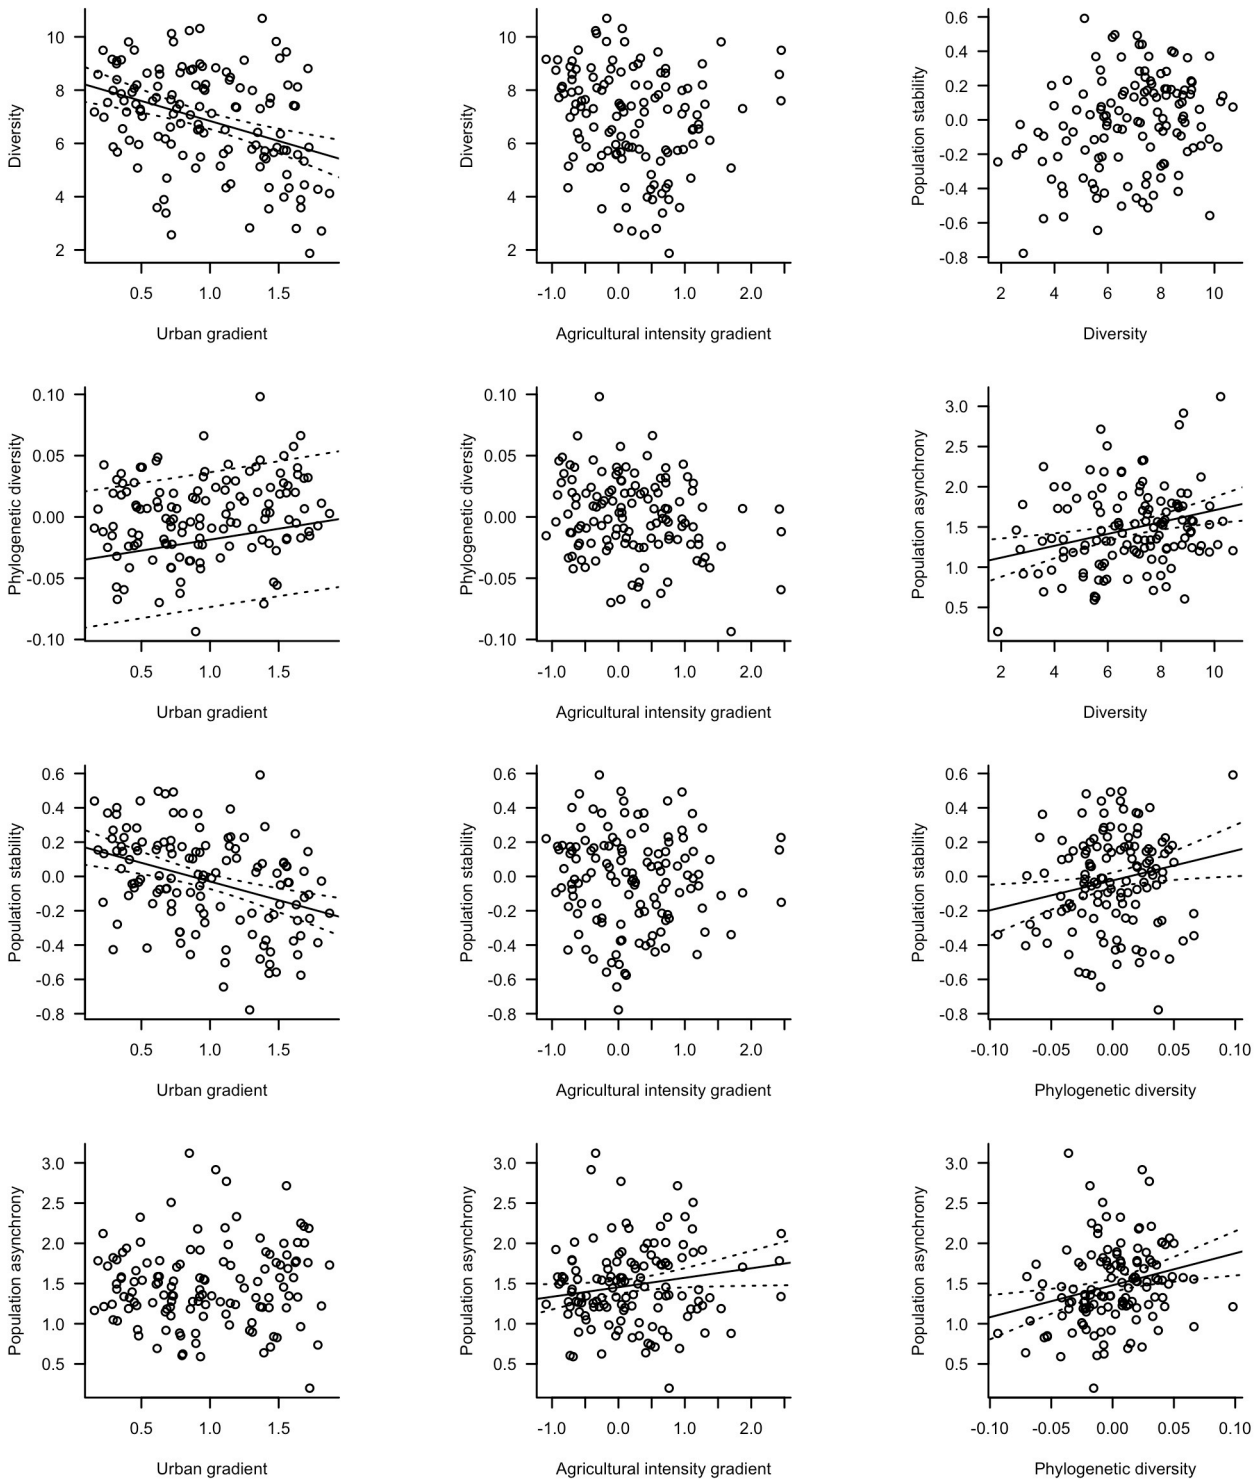 10
8
6
4
2
Diversity
0.5 1.0 1.5
Urban gradient
10
8
6
4
2
Diversity
-1.0 0.0 1.0 2.0
Agricultural intensity gradient
0.6
0.4
0.2
0.0
-0.2
-0.4
-0.6
-0.8
Population stability
2 4 6 8 10
Diversity
0.10
0.05
0.00
-0.05
-0.10
Phylogenetic diversity
0.5 1.0 1.5
Urban gradient
0.10
0.05
0.00
-0.05
-0.10
Phylogenetic diversity
-1.0 0.0 1.0 2.0
Agricultural intensity gradient
3.0
2.5
2.0
1.5
1.0
0.5
Population asynchrony
2 4 6 8 10
Diversity
0.6
0.4
0.2
0.0
-0.2
-0.4
-0.6
-0.8
Population stability
0.5 1.0 1.5
Urban gradient
0.6
0.4
0.2
0.0
-0.2
-0.4
-0.6
-0.8
Population stability
-1.0 0.0 1.0 2.0
Agricultural intensity gradient
0.6
0.4
0.2
0.0
-0.2
-0.4
-0.6
-0.8
Population stability
-0.10 -0.05 0.00 0.05 0.10
Phylogenetic diversity
3.0
2.5
2.0
1.5
1.0
0.5
Population asynchrony
0.5 1.0 1.5
Urban gradient
3.0
2.5
2.0
1.5
1.0
0.5
Population asynchrony
-1.0 0.0 1.0 2.0
Agricultural intensity gradient
3.0
2.5
2.0
1.5
1.0
0.5
Population asynchrony
-0.10 -0.05 0.00 0.05 0.10
Phylogenetic diversity